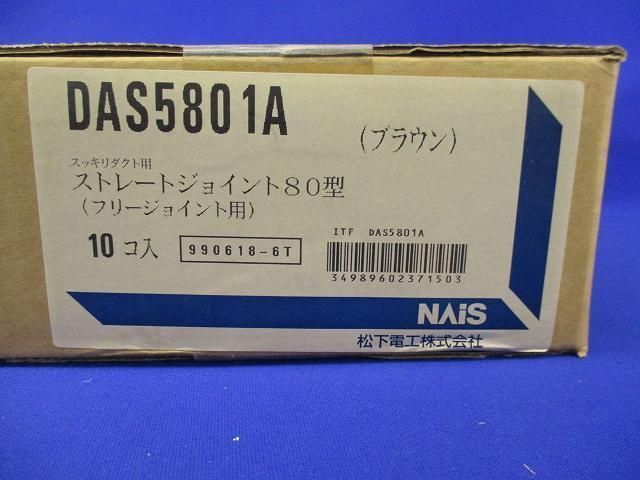 DAS5801A
(ブラウン)
スッキリダクト用
ストレートジョイント80型
(フリージョイント用)
10コ入
990618-6T
ITF DAS5801A
34989602371503
NAiS
松下電工株式会社